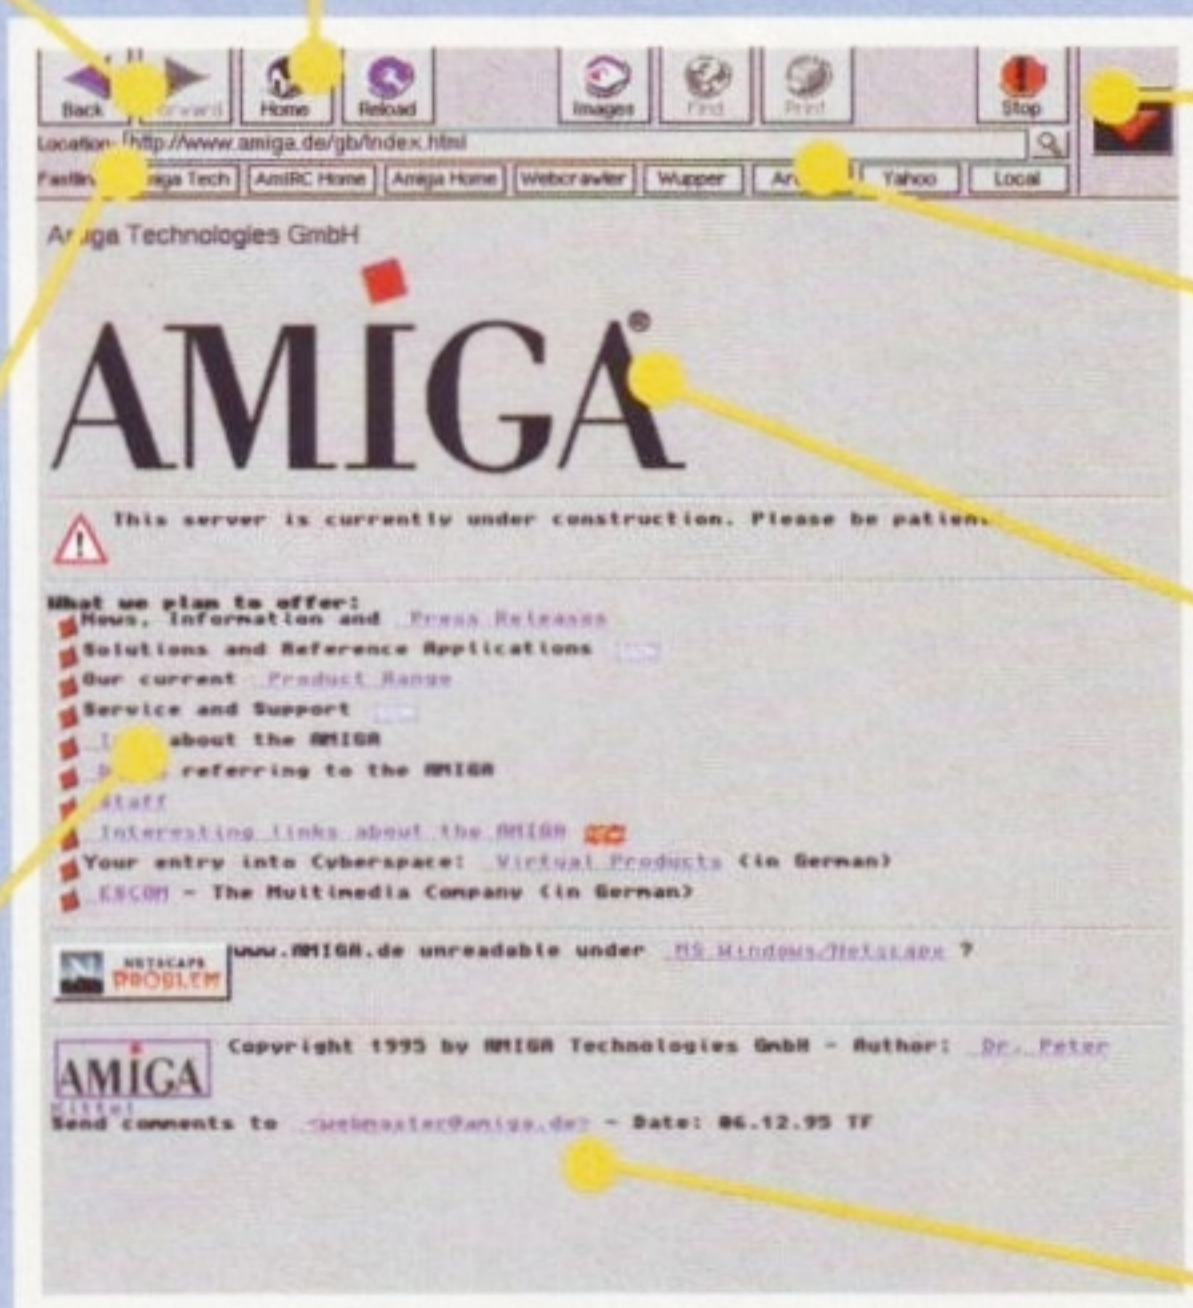 Back Home Reload Images Find Print Stop
Location: http://www.amiga.de/gb/Index.html
Tech AmIRC Home Amiga Home Webcrawler Wupper Yahoo Local
Amiga Technologies GmbH
AMIGA®
This server is currently under construction. Please be
What we plan to offer:
News, Information and Press Releases
Solutions and Reference Applications
Our current Product Range
Service and Support
about the AMIGA
referring to the AMIGA
Staff
Interesting links about the AMIGA
Your entry into Cyberspace: Virtual Products (in German)
ESCOM - The Multimedia Company (in German)
NETSCAPE
PROBLEM
www.AMIGA.de unreadable under MS Windows/Netscape ?
AMIGA
Copyright 1995 by AMIGA Technologies GmbH - Author: Dr. Peter
Kittel
Send comments to <webmaster@amiga.de> - Date: 06.12.95 TF